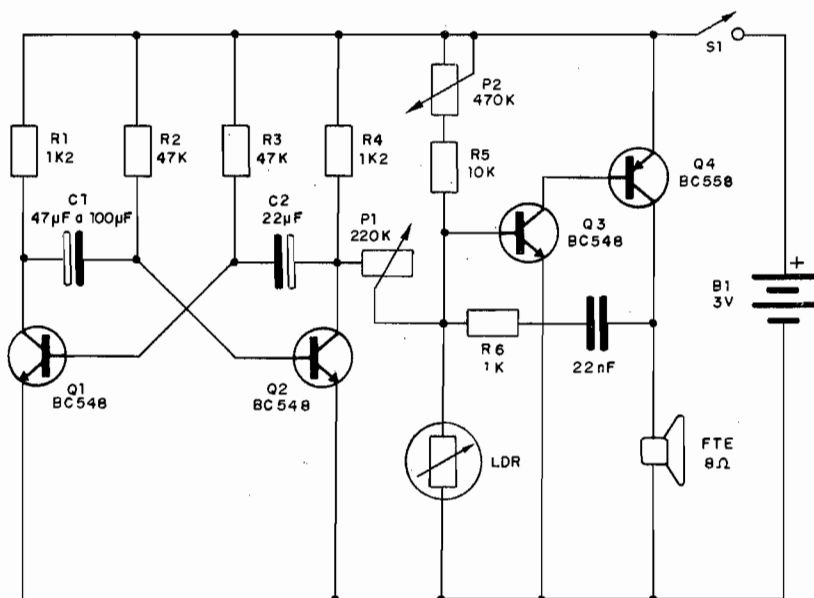 S1
P2
470K
R1
1K2
R2
47K
R3
47K
R4
1K2
R5
10K
Q4
BC558
C1
47µF a 100µF
C2
22µF
P1
220K
Q3
BC548
+
B1
3V
R6
1K
22nF
Q1
BC548
Q2
BC548
LDR
FTE
8Ω